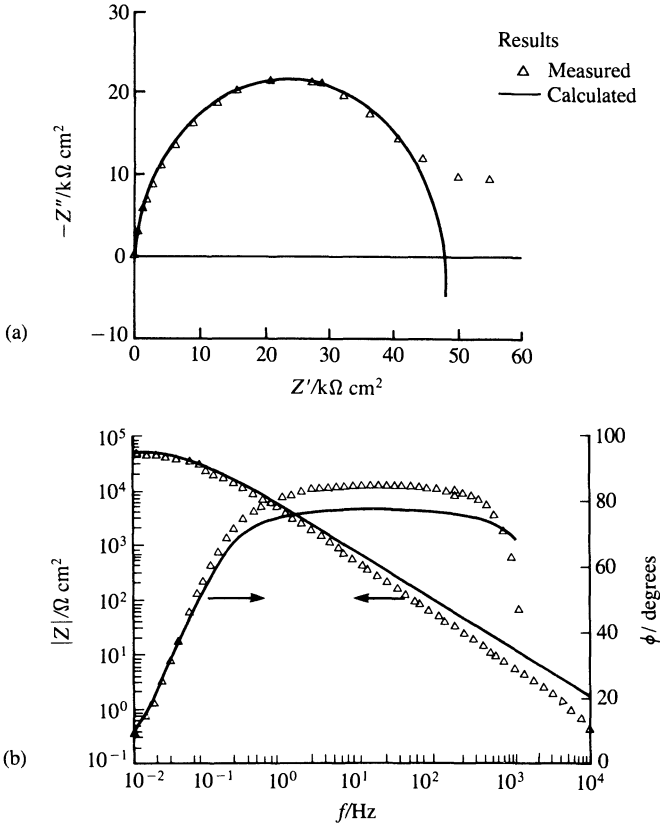 30
20
10
0
−10
0 10 20 30 40 50 60
−Z″/kΩ cm²
Z′/kΩ cm²
Results
Measured
Calculated
(a)
10⁵
10⁴
10³
10²
10¹
10⁰
10⁻¹
|Z|/Ω cm²
100
80
60
40
20
0
ϕ/ degrees
10⁻² 10⁻¹ 10⁰ 10¹ 10² 10³ 10⁴
f/Hz
(b)